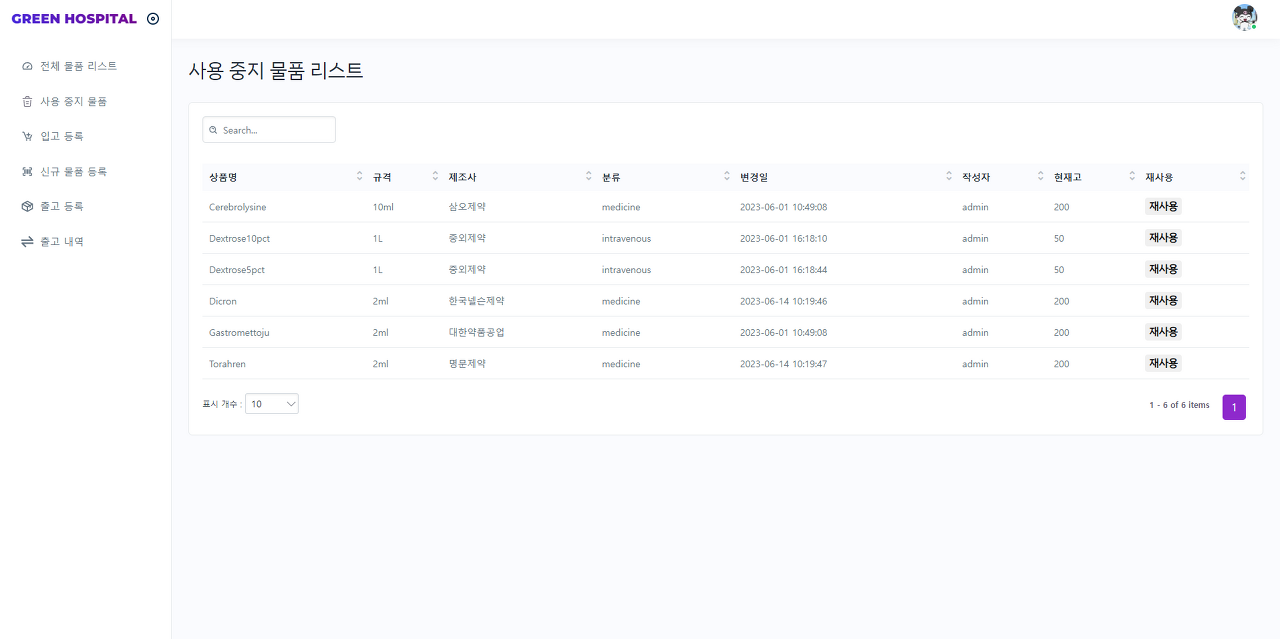 GREEN HOSPITAL
전체 물품 리스트
사용 중지 물품
입고 등록
신규 물품 등록
출고 등록
출고 내역
사용 중지 물품 리스트
Search...
상품명 규격 제조사 분류 변경일 작성자 현재고 재사용
Cerebrolysine 10ml 삼오제약 medicine 2023-06-01 10:49:08 admin 200 재사용
Dextrose10pct 1L 중외제약 intravenous 2023-06-01 16:18:10 admin 50 재사용
Dextrose5pct 1L 중외제약 intravenous 2023-06-01 16:18:44 admin 50 재사용
Dicron 2ml 한국넬슨제약 medicine 2023-06-14 10:19:46 admin 200 재사용
Gastromettoju 2ml 대한약품공업 medicine 2023-06-01 10:49:08 admin 200 재사용
Torahren 2ml 명문제약 medicine 2023-06-14 10:19:47 admin 200 재사용
표시 개수 : 10
1 - 6 of 6 items 1